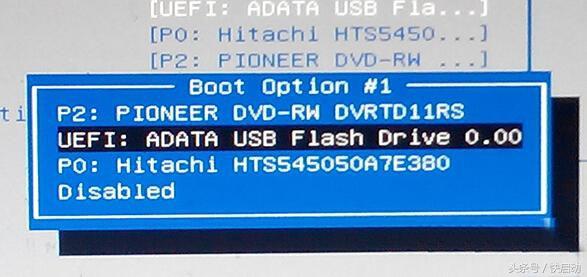 [UEFI: ADATA USB Fla...]
[P0: Hitachi HTS5450 ...]
[P2: PIONEER DVD-RW ...]
Boot Option #1
P2: PIONEER DVD-RW DVRTD11RS
UEFI: ADATA USB Flash Drive 0.00
P0: Hitachi HTS545050A7E380
Disabled
头条号/快启动